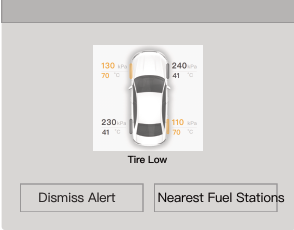 130 kPa 240 kPa
70 °C 41 °C
230 kPa 110 kPa
41 °C 70 °C
Tire Low
Dismiss Alert Nearest Fuel Stations